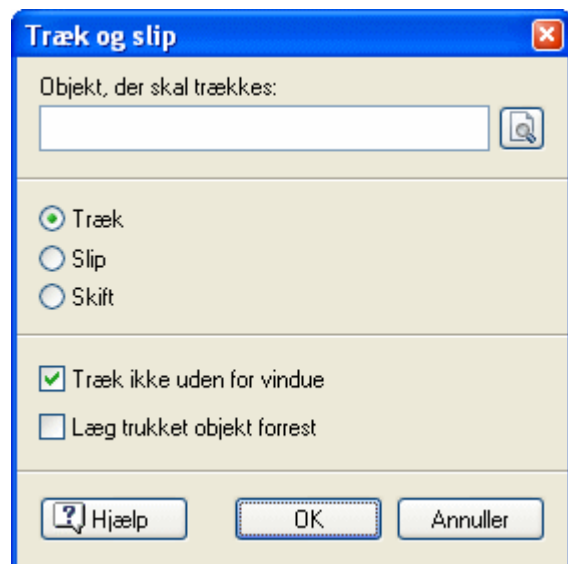 Træk og slip
Objekt, der skal trækkes:
Træk
Slip
Skift
Træk ikke uden for vindue
Læg trukket objekt forrest
Hjælp
OK
Annuller